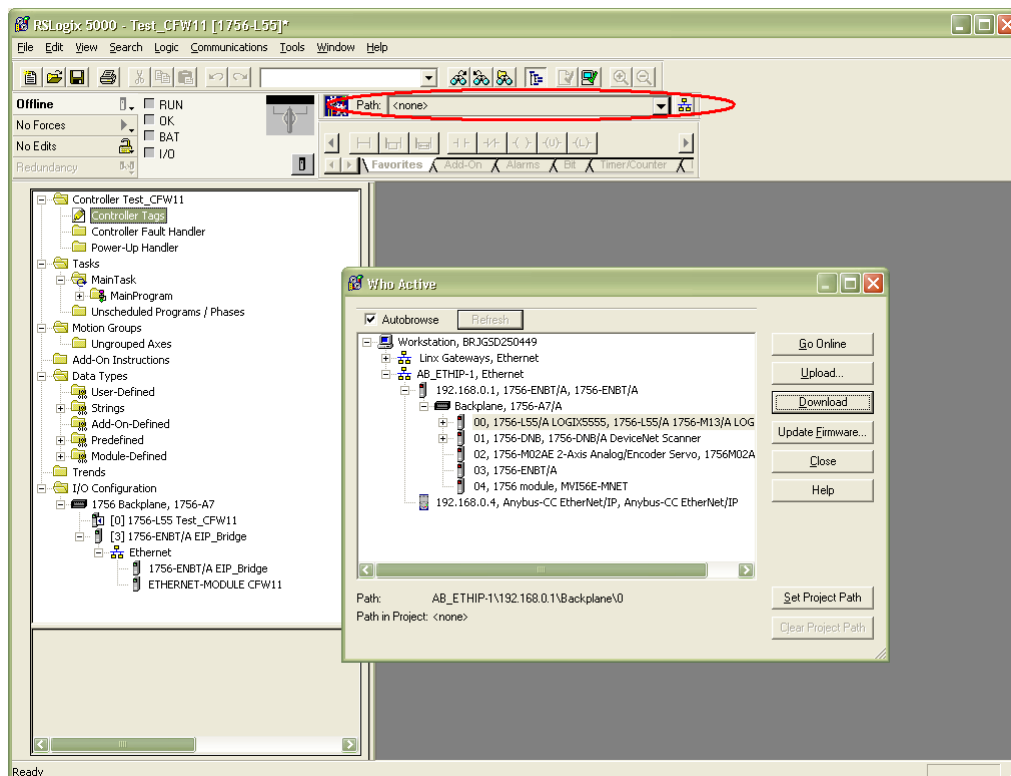 RSLogix 5000 - Test_CFW11 [1756-L55]*
File Edit View Search Logic Communications Tools Window Help
Offline
RUN
Path: <none>
No Forces
OK
No Edits
BAT
Redundancy
I/O
Favorites Add-On Alarms Bit Timer/Counter
Controller Test_CFW11
Controller Tags
Controller Fault Handler
Power-Up Handler
Tasks
MainTask
MainProgram
Unscheduled Programs / Phases
Motion Groups
Ungrouped Axes
Add-On Instructions
Data Types
User-Defined
Strings
Add-On-Defined
Predefined
Module-Defined
Trends
I/O Configuration
1756 Backplane, 1756-A7
[0] 1756-L55 Test_CFW11
[3] 1756-ENBT/A EIP_Bridge
Ethernet
1756-ENBT/A EIP_Bridge
ETHERNET-MODULE CFW11
Who Active
Autobrowse Refresh
Workstation, BRJGSD250449
Linx Gateways, Ethernet
AB_ETHIP-1, Ethernet
192.168.0.1, 1756-ENBT/A, 1756-ENBT/A
Backplane, 1756-A7/A
00, 1756-L55/A LOGIX5555, 1756-L55/A 1756-M13/A LOG
01, 1756-DNB, 1756-DNB/A DeviceNet Scanner
02, 1756-M02AE 2-Axis Analog/Encoder Servo, 1756M02A
03, 1756-ENBT/A
04, 1756 module, MVI56E-MNET
192.168.0.4, Anybus-CC EtherNet/IP, Anybus-CC EtherNet/IP
Go Online
Upload...
Download
Update Firmware...
Close
Help
Path: AB_ETHIP-1\192.168.0.1\Backplane\0
Path in Project: <none>
Set Project Path
Clear Project Path
Ready